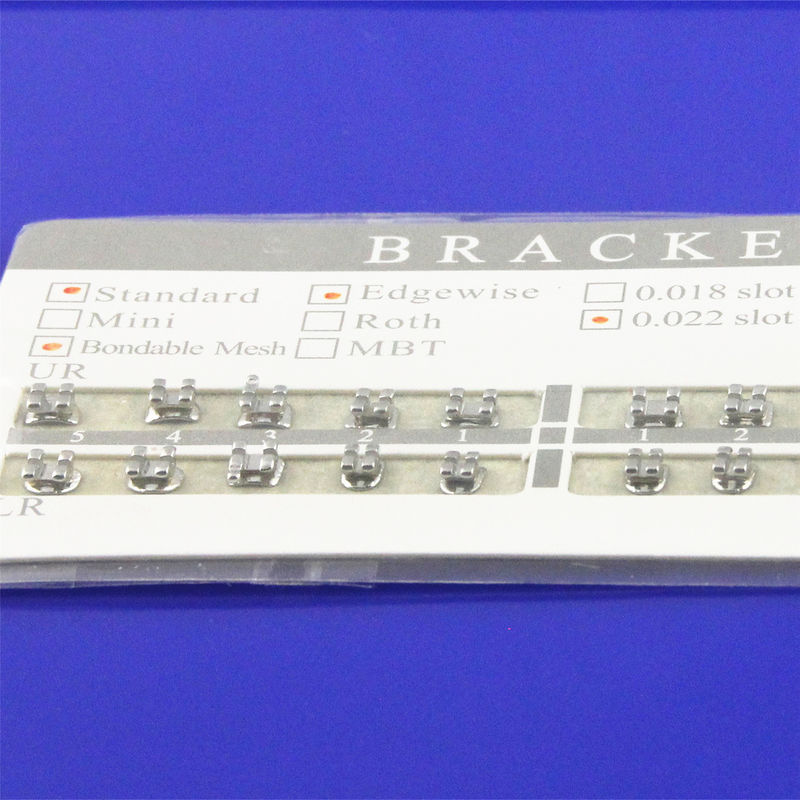 BRACKE
Standard Edgewise 0.018 slot
Mini Roth 0.022 slot
Bondable Mesh MBT
UR
5 4 3 2 1 1 2
LR